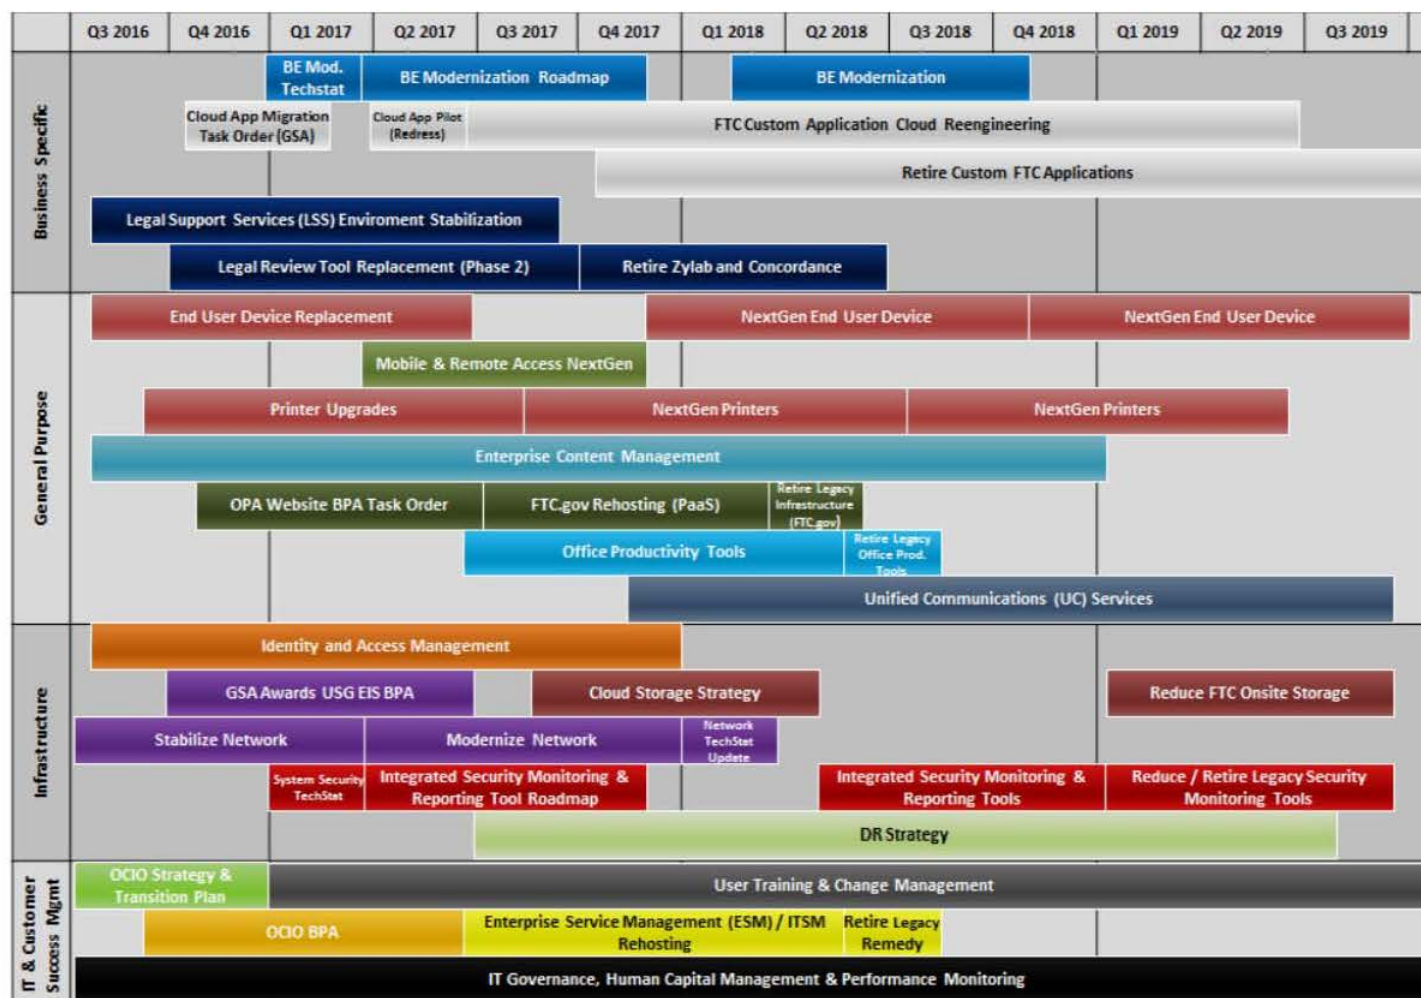 Q3 2016 Q4 2016 Q1 2017 Q2 2017 Q3 2017 Q4 2017 Q1 2018 Q2 2018 Q3 2018 Q4 2018 Q1 2019 Q2 2019 Q3 2019
Business Specific
BE Mod.
Techstat
BE Modernization Roadmap
BE Modernization
Cloud App Migration
Task Order (GSA)
Cloud App Pilot
(Redress)
FTC Custom Application Cloud Reengineering
Retire Custom FTC Applications
Legal Support Services (LSS) Enviroment Stabilization
Legal Review Tool Replacement (Phase 2)
Retire Zylab and Concordance
General Purpose
End User Device Replacement
NextGen End User Device
NextGen End User Device
Mobile & Remote Access NextGen
Printer Upgrades
NextGen Printers
NextGen Printers
Enterprise Content Management
OPA Website BPA Task Order
FTC.gov Rehosting (PaaS)
Retire Legacy
Infrastructure
(FTC.gov)
Office Productivity Tools
Retire Legacy
Office Prod.
Tools
Unified Communications (UC) Services
Infrastructure
Identity and Access Management
GSA Awards USG EIS BPA
Cloud Storage Strategy
Reduce FTC Onsite Storage
Stabilize Network
Modernize Network
Network
TechStat
Update
System Security
TechStat
Integrated Security Monitoring &
Reporting Tool Roadmap
Integrated Security Monitoring &
Reporting Tools
Reduce / Retire Legacy Security
Monitoring Tools
DR Strategy
IT & Customer
Success Mgmt
OCIO Strategy &
Transition Plan
User Training & Change Management
OCIO BPA
Enterprise Service Management (ESM) / ITSM
Rehosting
Retire Legacy
Remedy
IT Governance, Human Capital Management & Performance Monitoring